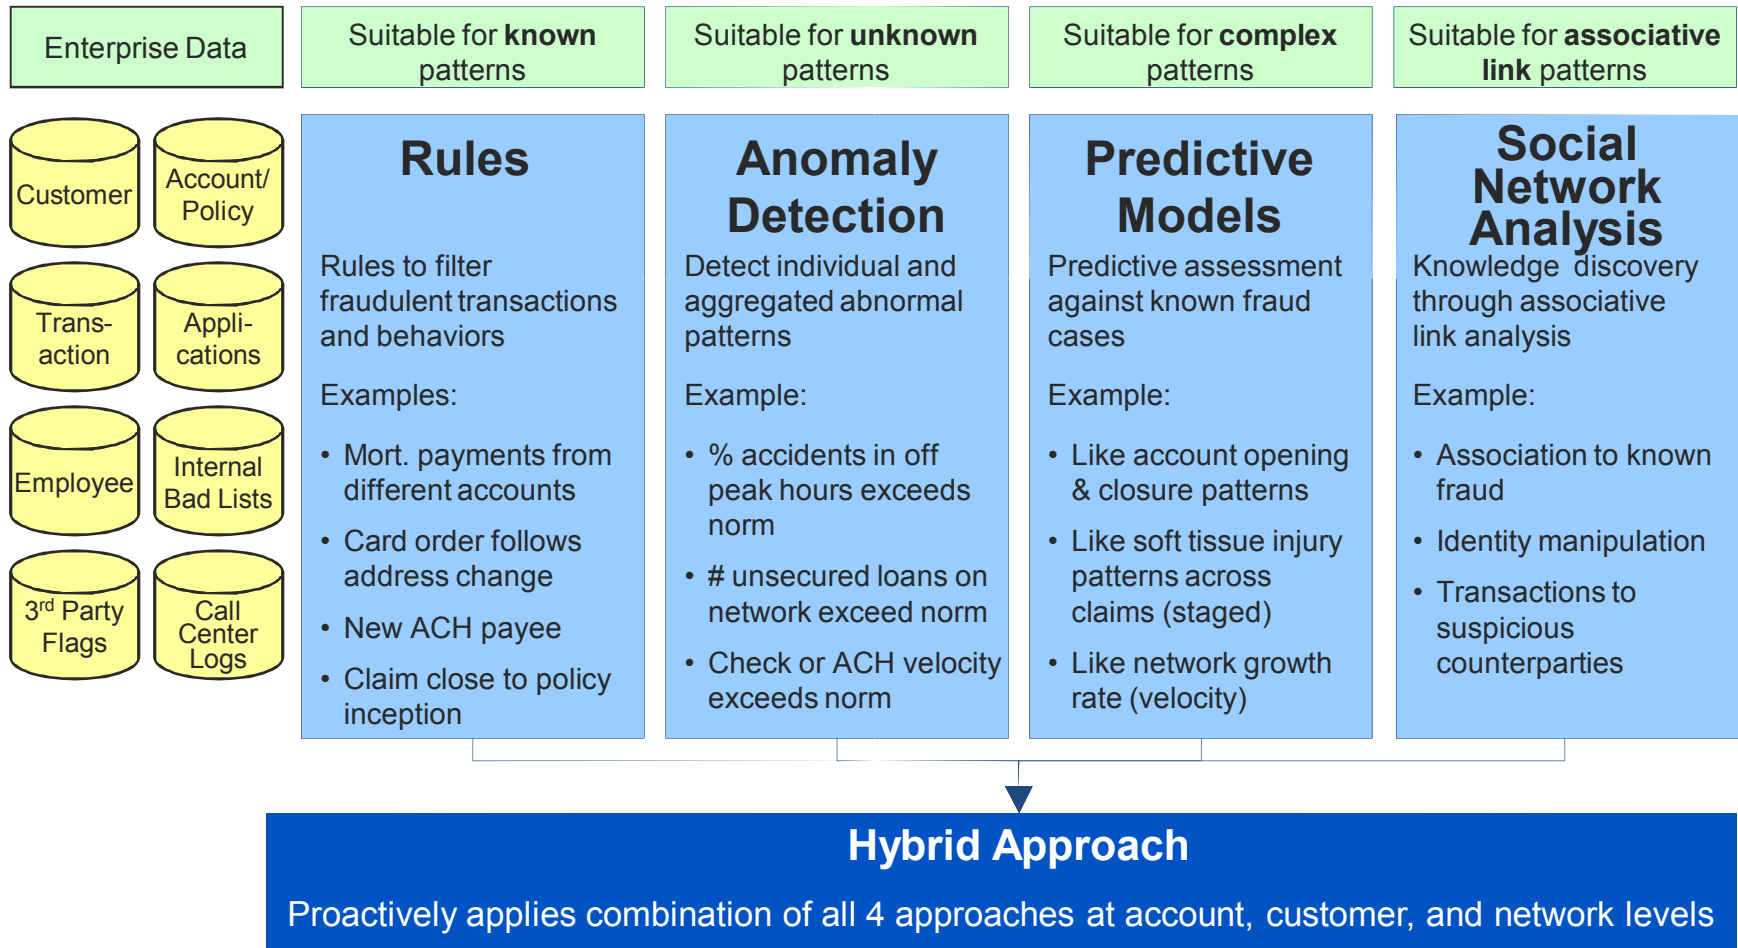 Enterprise Data
Suitable for known
patterns
Suitable for unknown
patterns
Suitable for complex
patterns
Suitable for associative
link patterns
Customer
Account/
Policy
Trans-
action
Appli-
cations
Employee
Internal
Bad Lists
3rd Party
Flags
Call
Center
Logs
Rules
Rules to filter
fraudulent transactions
and behaviors
Examples:
• Mort. payments from
different accounts
• Card order follows
address change
• New ACH payee
• Claim close to policy
inception
Anomaly
Detection
Detect individual and
aggregated abnormal
patterns
Example:
• % accidents in off
peak hours exceeds
norm
• # unsecured loans on
network exceed norm
• Check or ACH velocity
exceeds norm
Predictive
Models
Predictive assessment
against known fraud
cases
Example:
• Like account opening
& closure patterns
• Like soft tissue injury
patterns across
claims (staged)
• Like network growth
rate (velocity)
Social
Network
Analysis
Knowledge discovery
through associative
link analysis
Example:
• Association to known
fraud
• Identity manipulation
• Transactions to
suspicious
counterparties
Hybrid Approach
Proactively applies combination of all 4 approaches at account, customer, and network levels